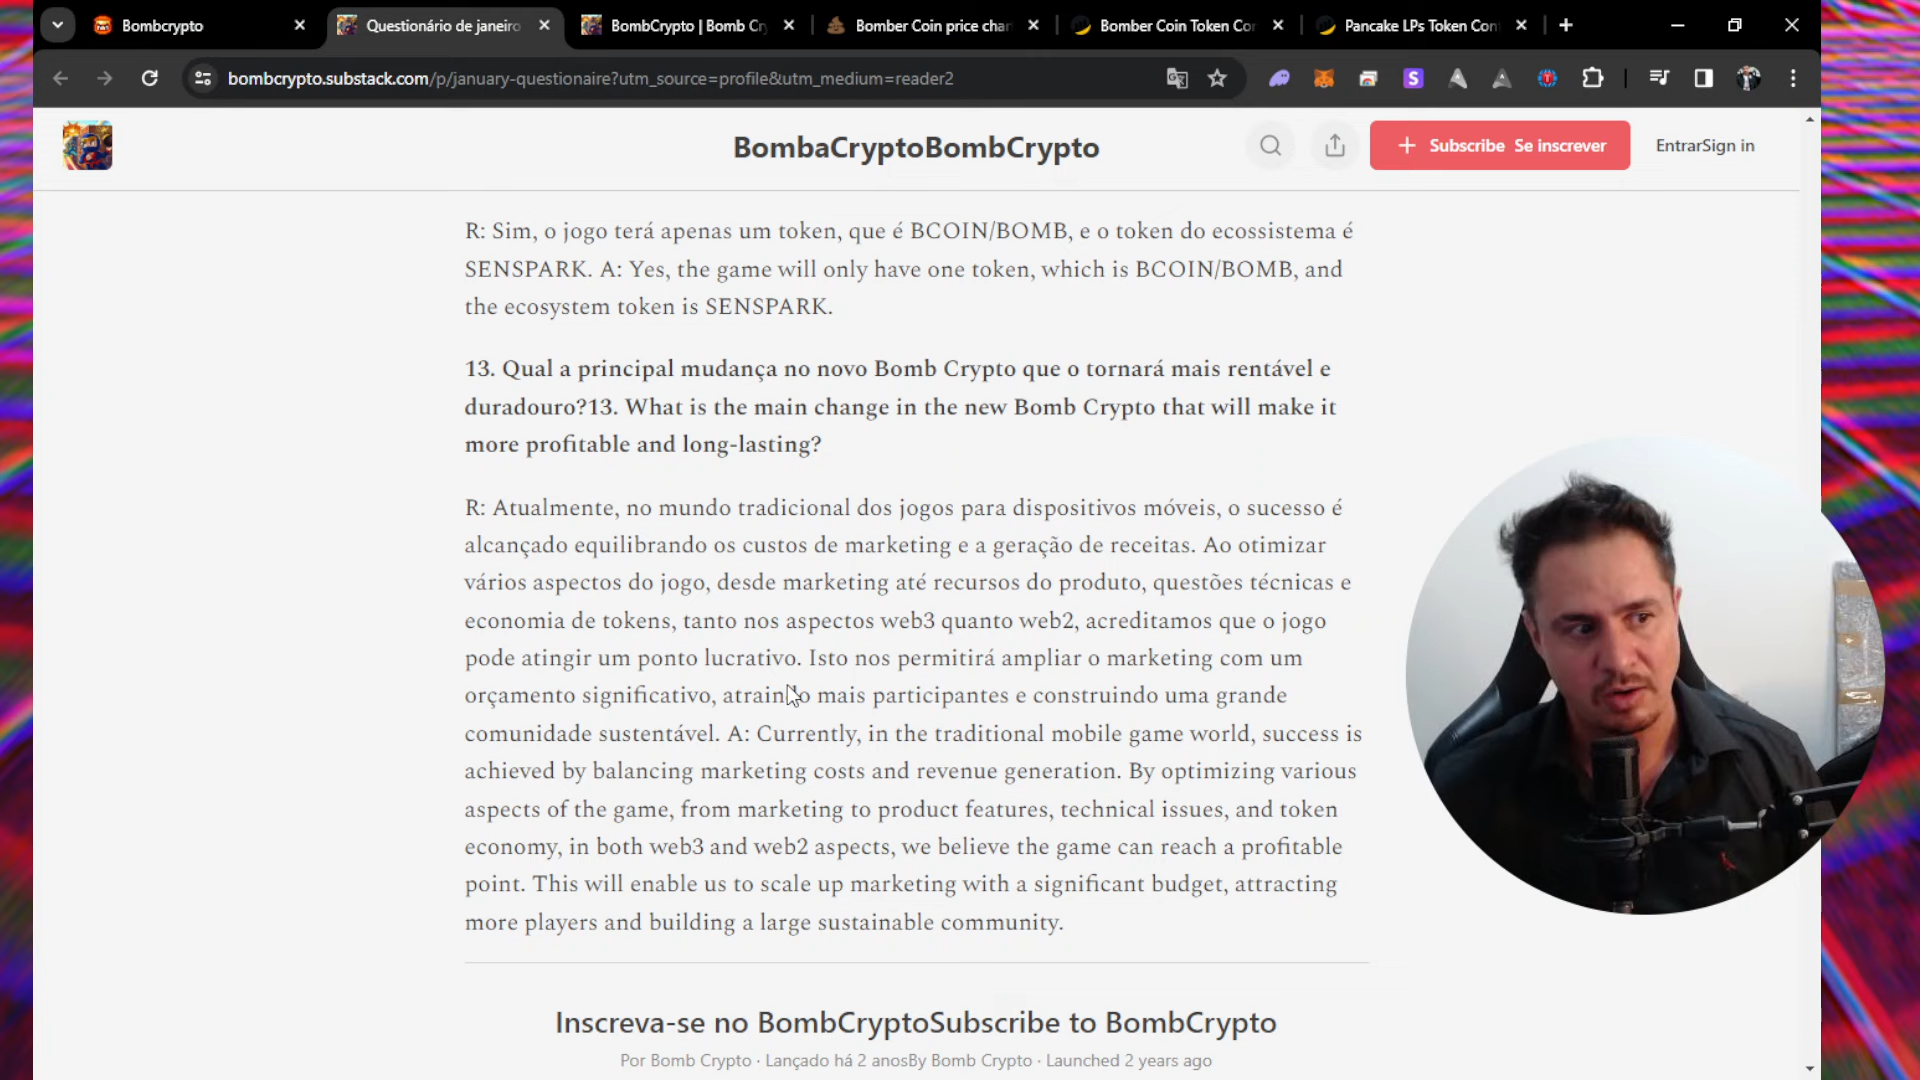 Bombcrypto
Questionário de janeiro
BombCrypto | Bomb Cr
Bomber Coin price char
Bomber Coin Token Cor
Pancake LPs Token Cont
bombcrypto.substack.com/p/january-questionaire?utm_source=profile&utm_medium=reader2
BombaCryptoBombCrypto
Subscribe Se inscrever
EntrarSign in
R: Sim, o jogo terá apenas um token, que é BCOIN/BOMB, e o token do ecossistema é
SENSPARK. A: Yes, the game will only have one token, which is BCOIN/BOMB, and
the ecosystem token is SENSPARK.
13. Qual a principal mudança no novo Bomb Crypto que o tornará mais rentável e
duradouro?13. What is the main change in the new Bomb Crypto that will make it
more profitable and long-lasting?
R: Atualmente, no mundo tradicional dos jogos para dispositivos móveis, o sucesso é
alcançado equilibrando os custos de marketing e a geração de receitas. Ao otimizar
vários aspectos do jogo, desde marketing até recursos do produto, questões técnicas e
economia de tokens, tanto nos aspectos web3 quanto web2, acreditamos que o jogo
pode atingir um ponto lucrativo. Isto nos permitirá ampliar o marketing com um
orçamento significativo, atraindo mais participantes e construindo uma grande
comunidade sustentável. A: Currently, in the traditional mobile game world, success is
achieved by balancing marketing costs and revenue generation. By optimizing various
aspects of the game, from marketing to product features, technical issues, and token
economy, in both web3 and web2 aspects, we believe the game can reach a profitable
point. This will enable us to scale up marketing with a significant budget, attracting
more players and building a large sustainable community.
Inscreva-se no BombCryptoSubscribe to BombCrypto
Por Bomb Crypto · Lançado há 2 anosBy Bomb Crypto · Launched 2 years ago